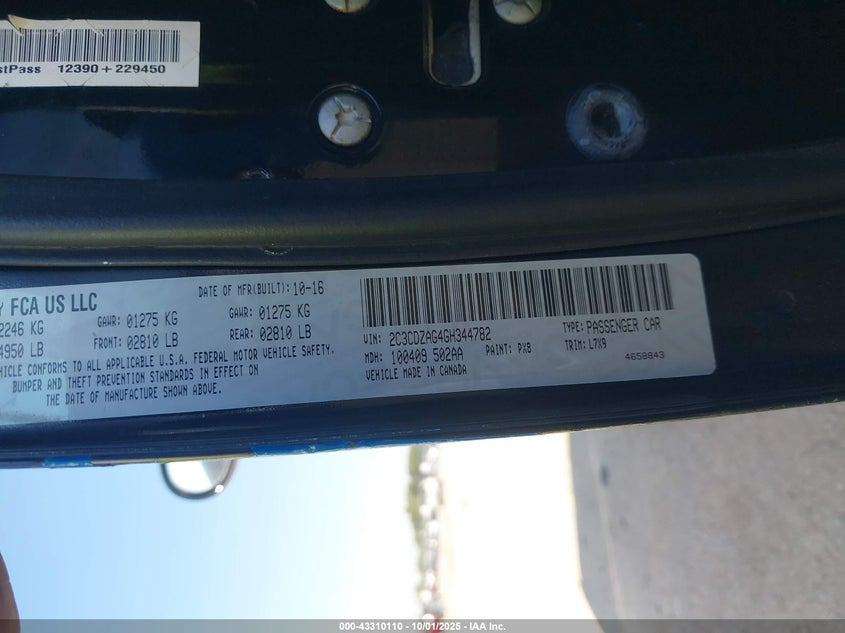 stPass 12390+229450
Y FCA US LLC
DATE OF MFR(BUILT): 10-16
2246 KG GAWR: 01275 KG GAWR: 01275 KG
4950 LB FRONT: 02810 LB REAR: 02810 LB
EHICLE CONFORMS TO ALL APPLICABLE U.S.A. FEDERAL MOTOR VEHICLE SAFETY,
BUMPER AND THEFT PREVENTION STANDARDS IN EFFECT ON
THE DATE OF MANUFACTURE SHOWN ABOVE.
VIN: 2C3CDZAG4GH344782 TYPE: PASSENGER CAR
MDH: 100409 502AA PAINT: PX8 TRIM: L7X9
VEHICLE MADE IN CANADA 4658843
000-43310110 - 10/01/2025 - IAA Inc.